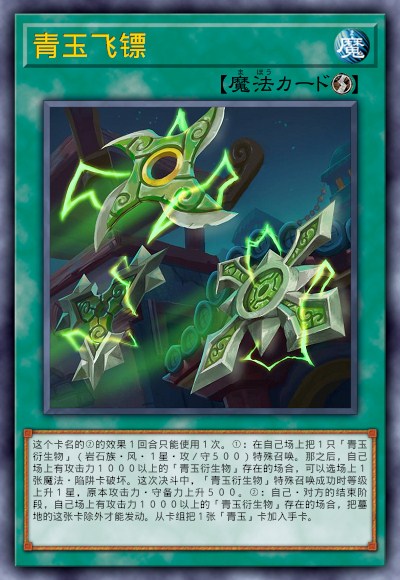 青玉飞镖
魔
【魔法カード】
まほう
这个卡名的②的效果1回合只能使用1次。①：在自己场上把1只「青玉
衍生物」（岩石族·风·1星·攻/守500）特殊召唤。那之后，自己
场上有攻击力1000以上的「青玉衍生物」存在的场合，可以选场上1
张魔法·陷阱卡破坏。这次决斗中，「青玉衍生物」特殊召唤成功时等级
上升1星，原本攻击力·守备力上升500。②：自己·对方的结束阶
段，自己场上有攻击力1000以上的「青玉衍生物」存在的场合，把墓
地的这张卡除外才能发动。从卡组把1张「青玉」卡加入手卡。